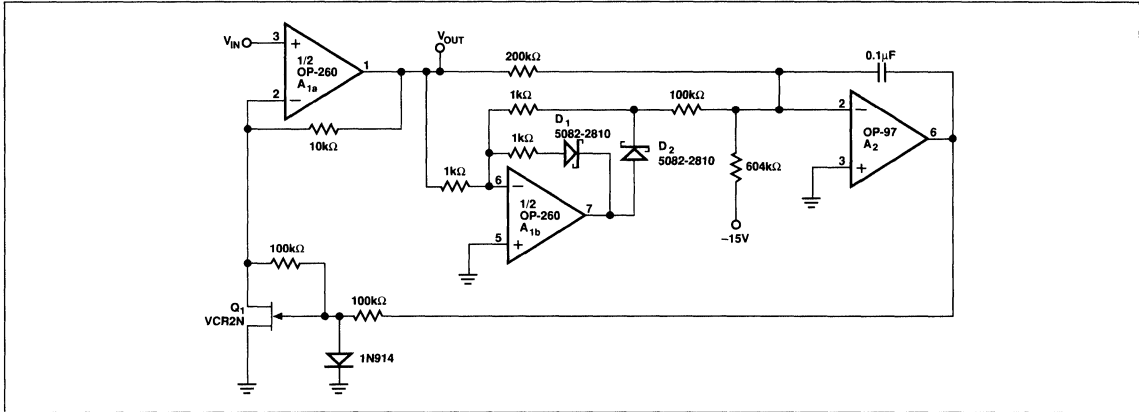 V_IN
3
+
1/2
OP-260
A_1a
−
2
1
V_OUT
10kΩ
200kΩ
0.1μF
1kΩ
100kΩ
D_1
5082-2810
1kΩ
D_2
5082-2810
1kΩ
6
−
1/2
OP-260
A_1b
7
5
+
604kΩ
−15V
2
−
OP-97
A_2
6
3
+
100kΩ
Q_1
VCR2N
100kΩ
1N914